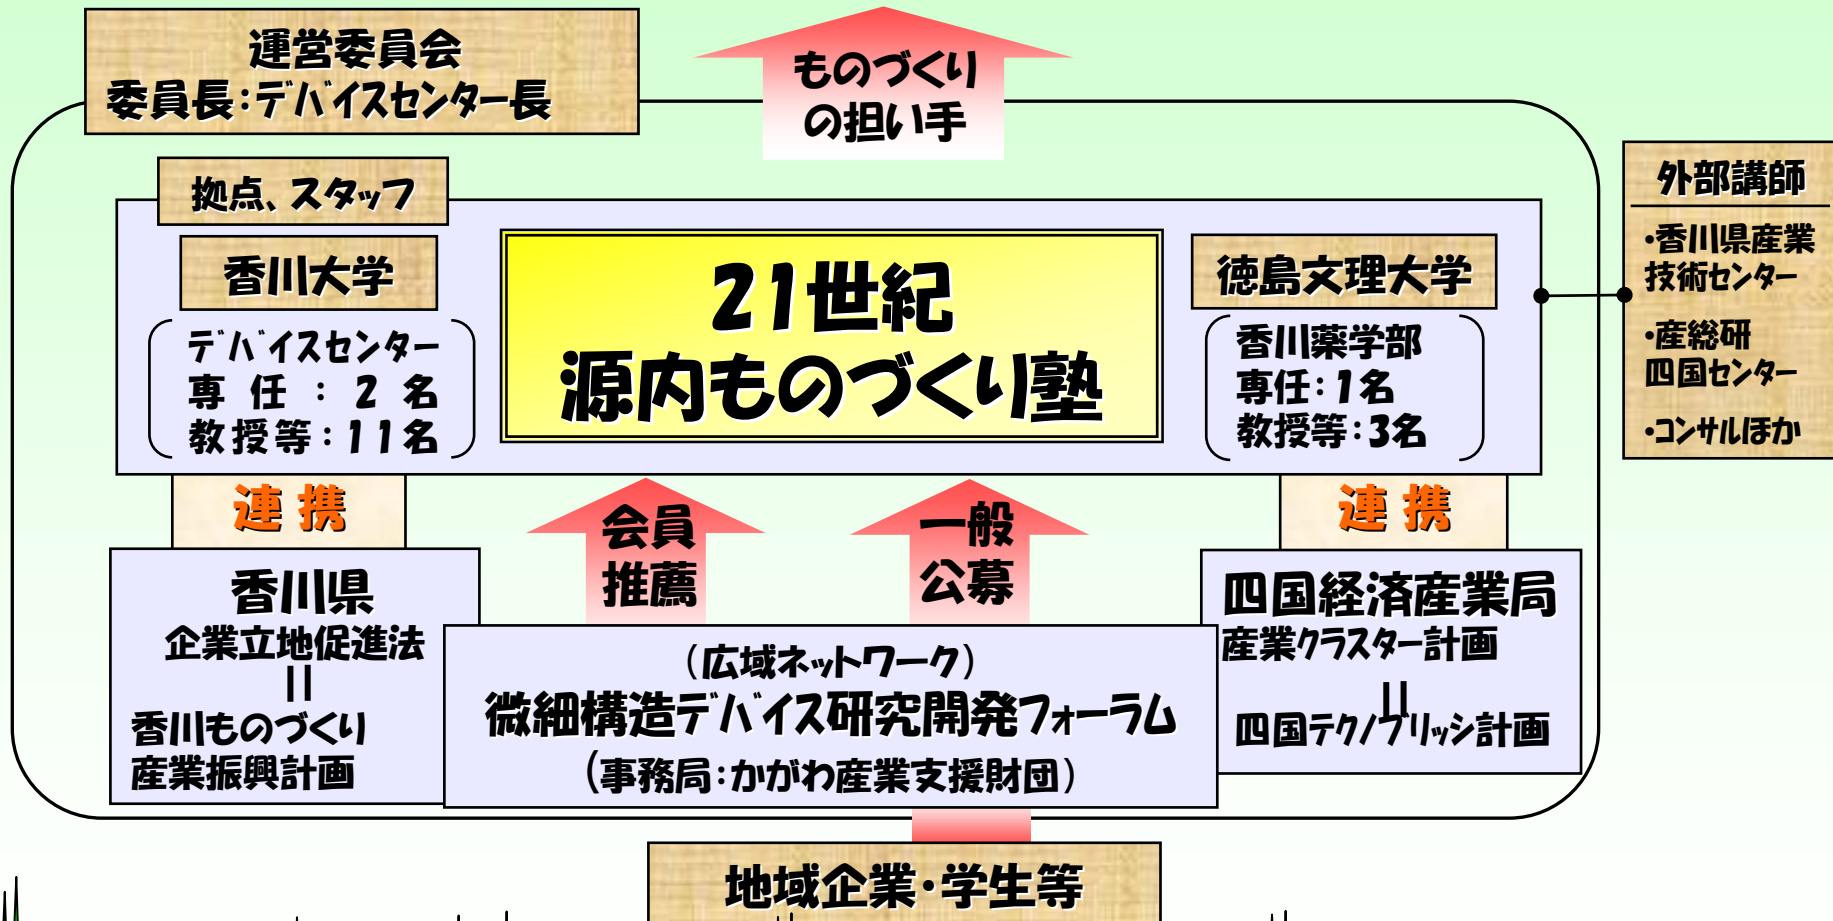 運営委員会
委員長：デバイスセンター長
ものづくり
の担い手
拠点、スタッフ
香川大学
デバイスセンター
専任：2名
教授等：11名
21世紀
源内ものづくり塾
徳島文理大学
香川薬学部
専任：1名
教授等：3名
外部講師
・香川県産業
技術センター
・産総研
四国センター
・コンサルほか
連携
会員
推薦
一般
公募
連携
香川県
企業立地促進法
||
香川ものづくり
産業振興計画
（広域ネットワーク）
微細構造デバイス研究開発フォーラム
（事務局：かがわ産業支援財団）
四国経済産業局
産業クラスター計画
||
四国テクノブリッジ計画
地域企業・学生等